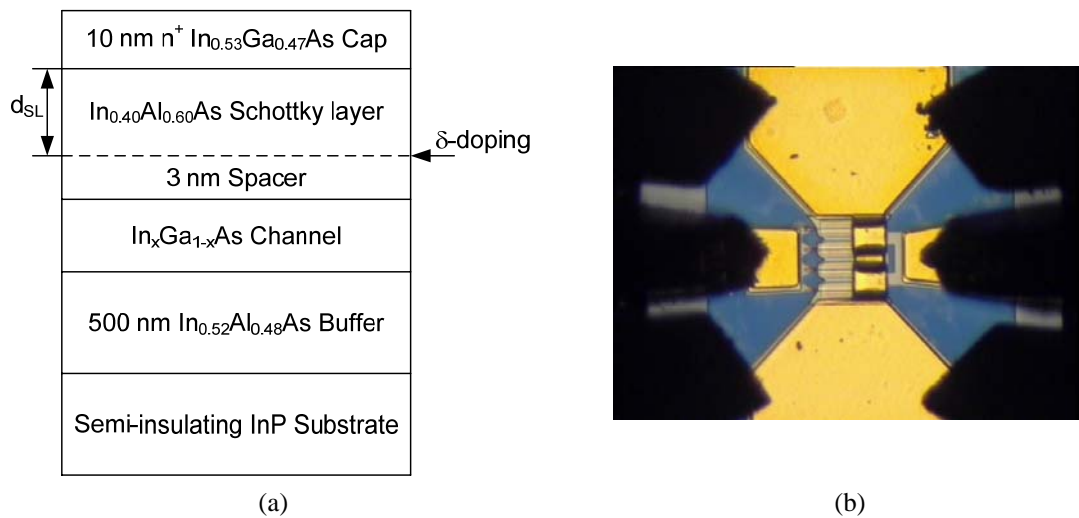 10 nm n⁺ In₀.₅₃Ga₀.₄₇As Cap
d_SL
In₀.₄₀Al₀.₆₀As Schottky layer
δ-doping
3 nm Spacer
InₓGa₁₋ₓAs Channel
500 nm In₀.₅₂Al₀.₄₈As Buffer
Semi-insulating InP Substrate
(a)
(b)